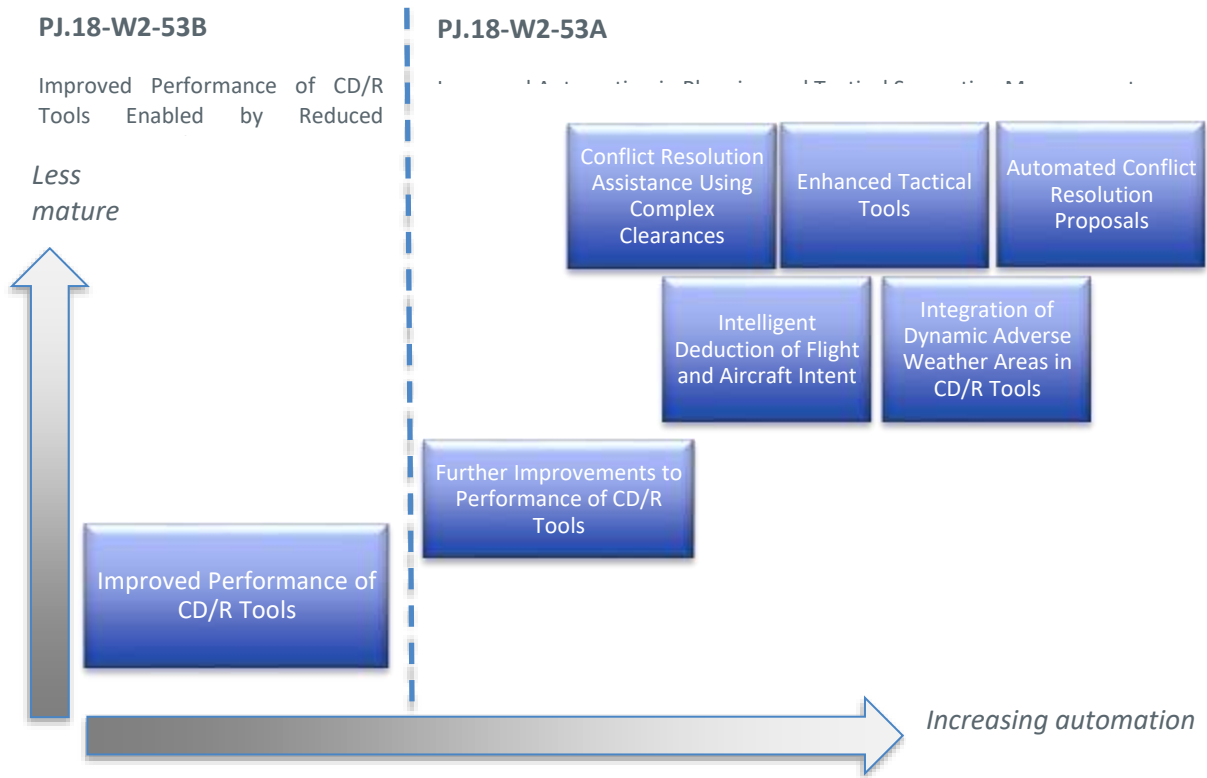 PJ.18-W2-53B
Improved Performance of CD/R
Tools Enabled by Reduced
PJ.18-W2-53A
Less
mature
Conflict Resolution
Assistance Using
Complex
Clearances
Enhanced Tactical
Tools
Automated Conflict
Resolution
Proposals
Intelligent
Deduction of Flight
and Aircraft Intent
Integration of
Dynamic Adverse
Weather Areas in
CD/R Tools
Further Improvements to
Performance of CD/R
Tools
Improved Performance of
CD/R Tools
Increasing automation